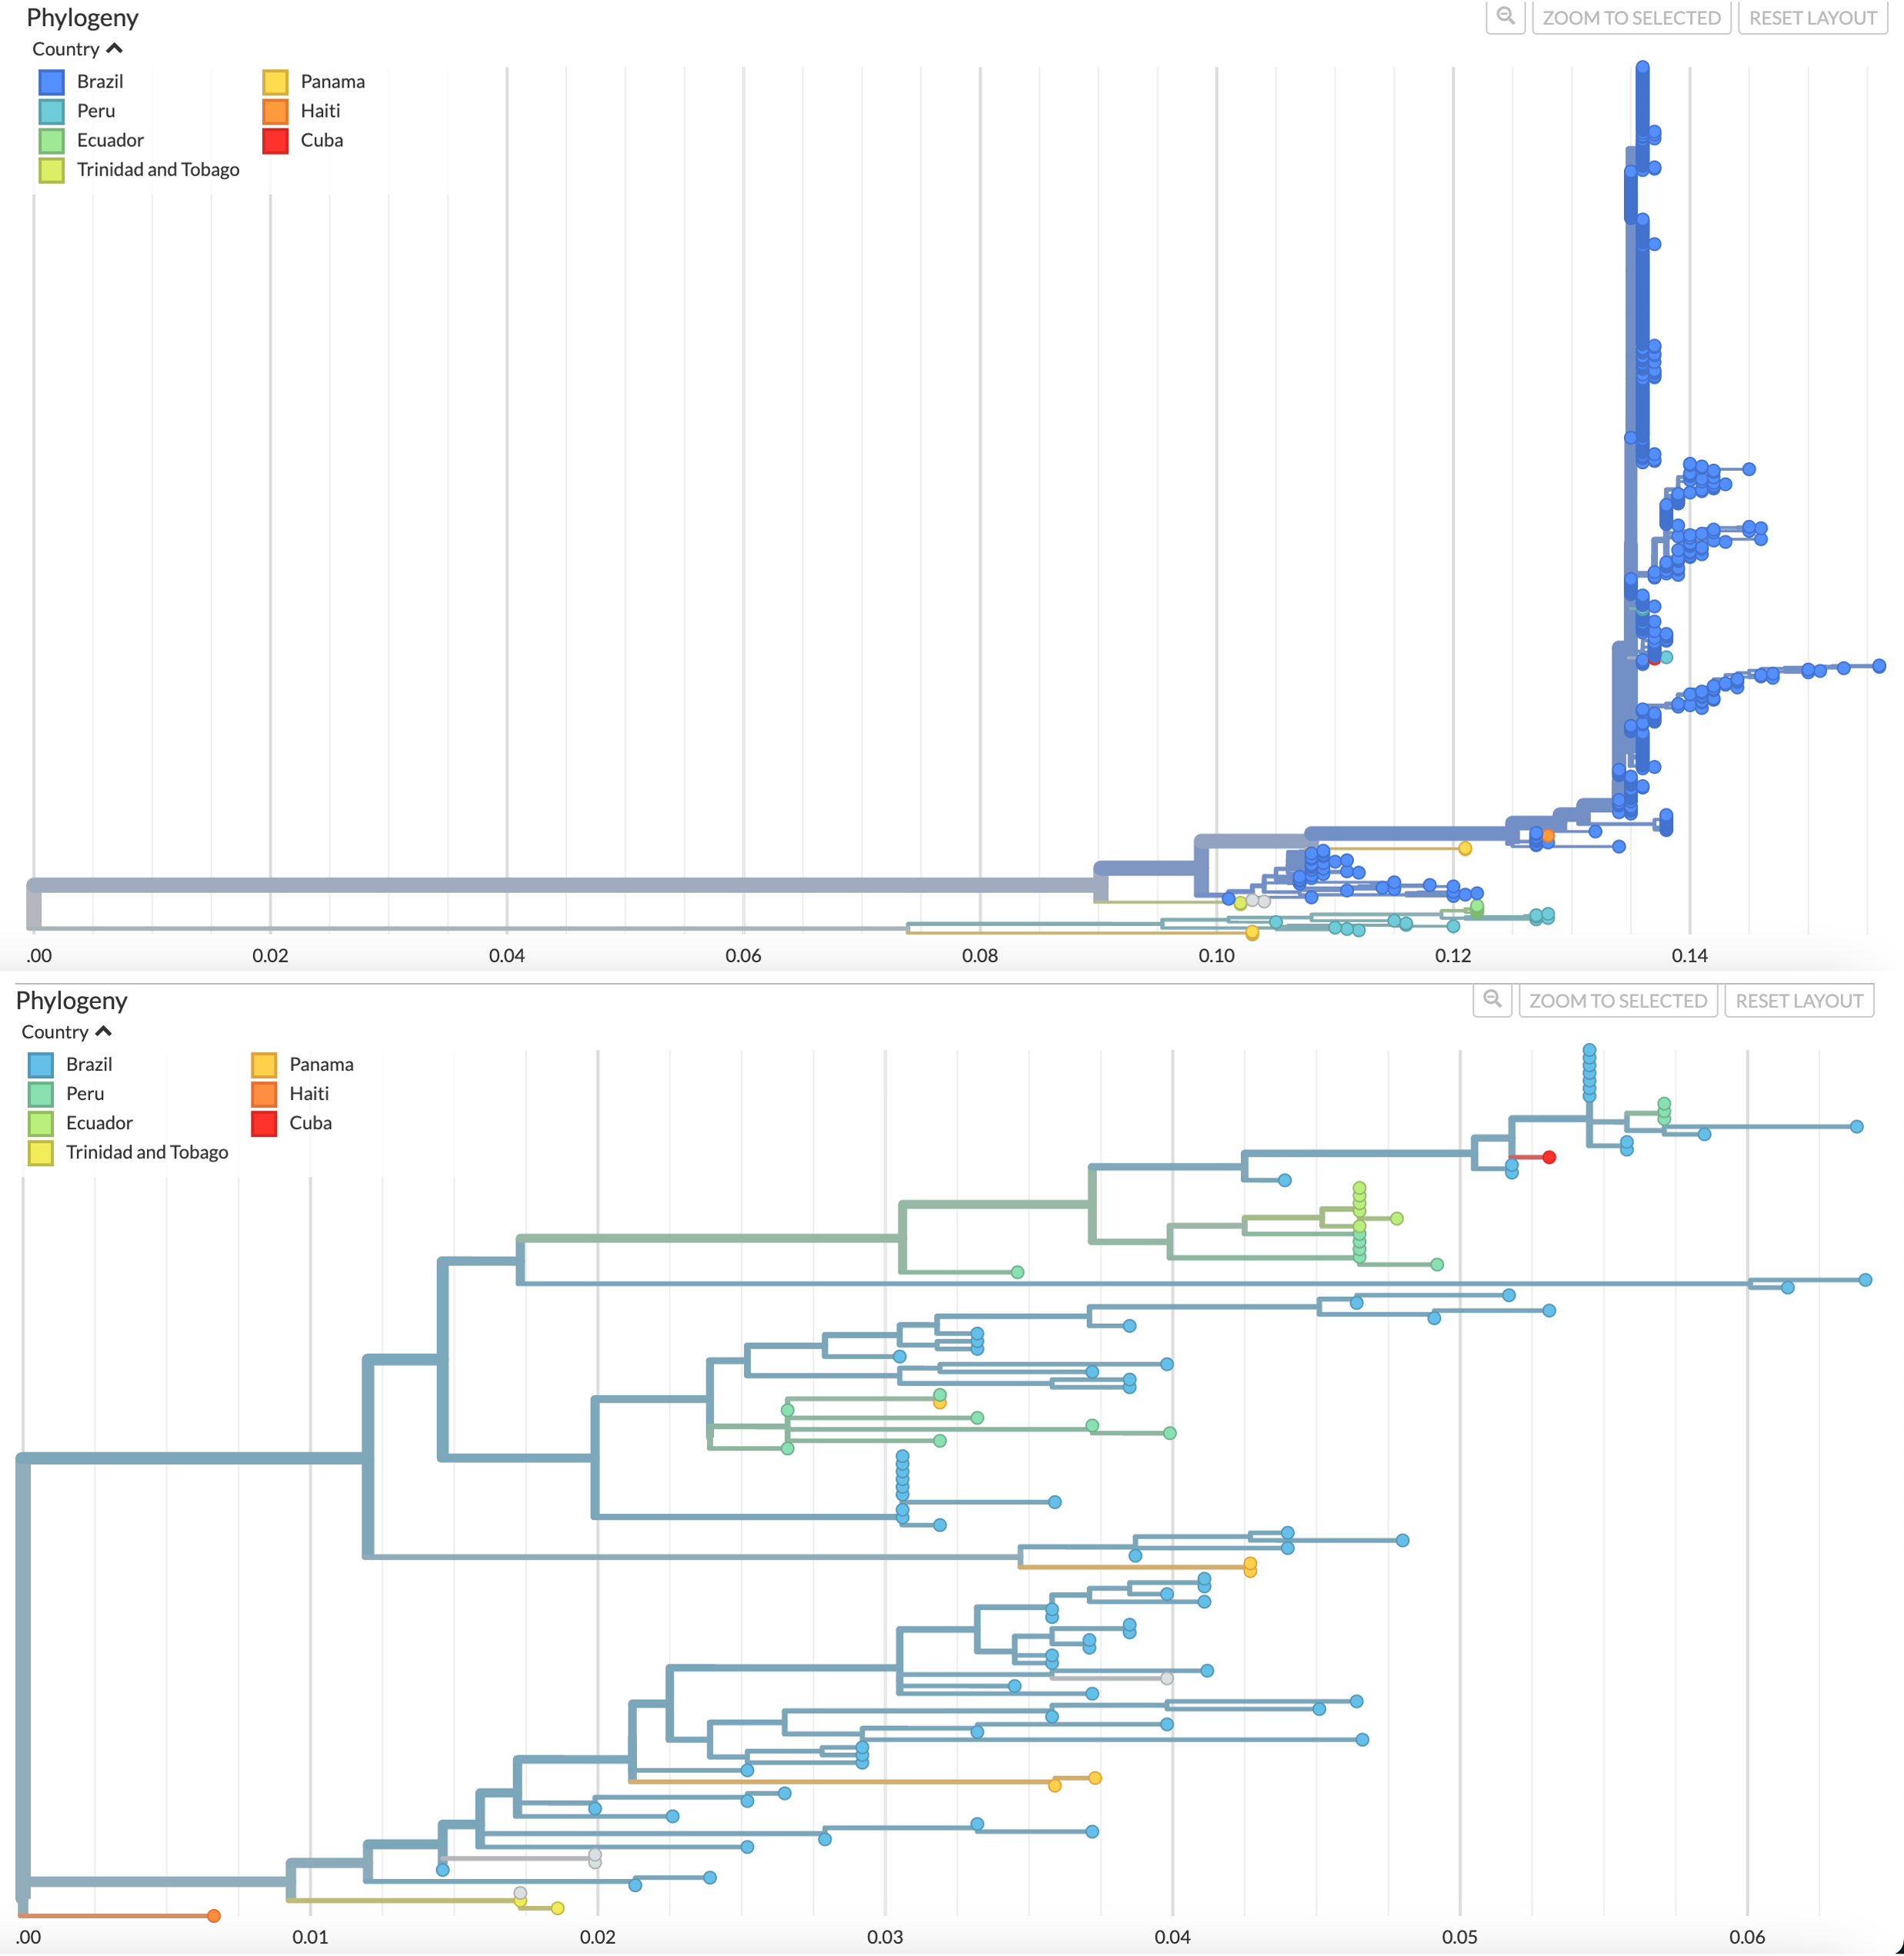 Phylogeny
ZOOM TO SELECTED
RESET LAYOUT
Country
Brazil
Peru
Ecuador
Trinidad and Tobago
Panama
Haiti
Cuba
.00 0.02 0.04 0.06 0.08 0.10 0.12 0.14
Phylogeny
ZOOM TO SELECTED
RESET LAYOUT
Country
Brazil
Peru
Ecuador
Trinidad and Tobago
Panama
Haiti
Cuba
.00 0.01 0.02 0.03 0.04 0.05 0.06